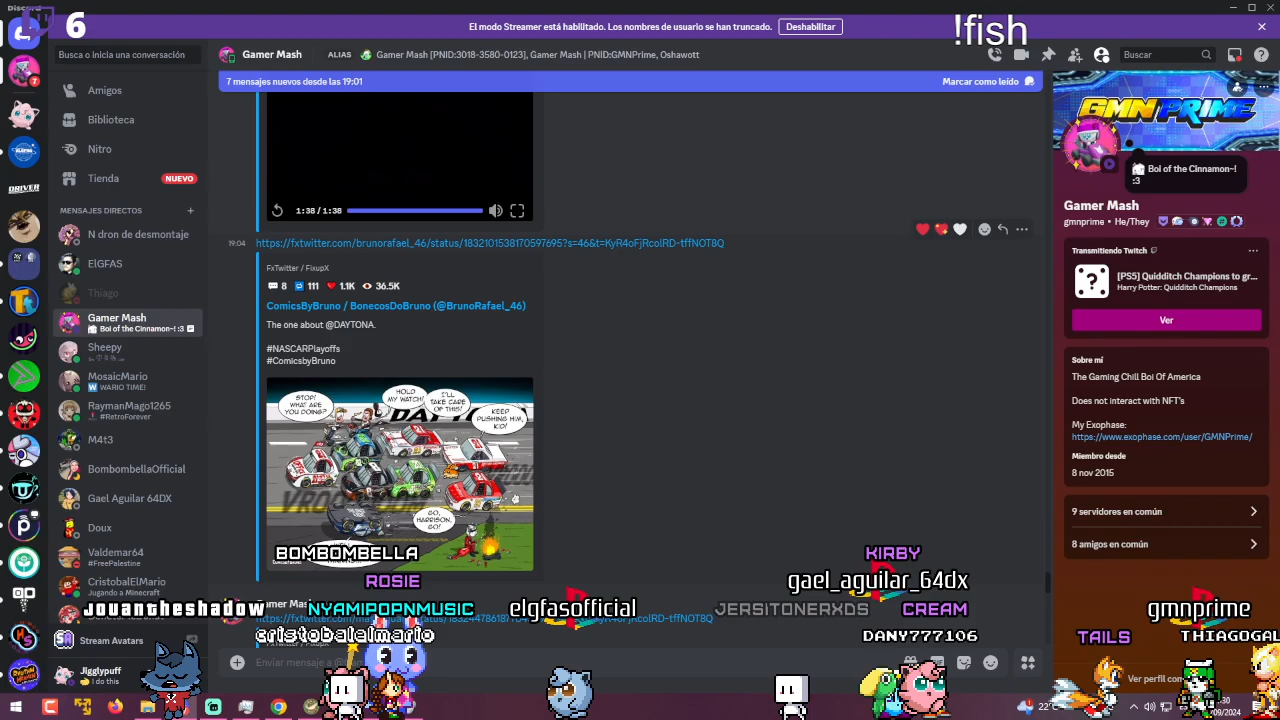 Discord
6
El modo Streamer está habilitado. Los nombres de usuario se han truncado.
Deshabilitar
!fish
Busca o inicia una conversación
Gamer Mash
ALIAS
Gamer Mash [PNID:3018-3580-0123], Gamer Mash | PNID:GMNPrime, Oshawott
Buscar
7 mensajes nuevos desde las 19:01
Marcar como leído
Amigos
Biblioteca
Nitro
Tienda
NUEVO
MENSAJES DIRECTOS
N dron de desmontaje
ElGFAS
Thiago
Gamer Mash
Boi of the Cinnamon~! :3
Sheepy
MosaicMario
WARIO TIME!
RaymanMago1265
#RetroForever
M4t3
BombombellaOfficial
Gael Aguilar 64DX
Doux
Valdemar64
#FreePalestine
CristobalElMario
Jugando a Minecraft
Stream Avatars
Jigglypuff
DRIVER
7
1:38 / 1:38
19:04
https://fxtwitter.com/brunorafael_46/status/1832101538170597695?s=46&t=KyR4oFjRcolRD-tffNOT8Q
FxTwitter / FixupX
8 111 1.1K 36.5K
ComicsByBruno / BonecosDoBruno (@BrunoRafael_46)
The one about @DAYTONA.
#NASCARPlayoffs
#ComicsbyBruno
STOP! WHAT ARE YOU DOING?
HOLD MY WATCH!
I'LL TAKE CARE OF THIS!
KEEP PUSHING HIM, KID!
GO, HARRISON, GO!
Gamer Mash
Enviar mensaje a
GMN PRIME
Boi of the Cinnamon~! :3
Gamer Mash
gmnprime • He/They
Transmitiendo Twitch
[PS5] Quidditch Champions to gr...
Harry Potter: Quidditch Champions
Ver
Sobre mí
The Gaming Chill Boi Of America
Does not interact with NFT's
My Exophase:
https://www.exophase.com/user/GMNPrime/
Miembro desde
8 nov 2015
9 servidores en común
8 amigos en común
BOMBOMBELLA
ROSIE
JOUANTHESHADOW
NYAMIPOPNMUSIC
cristobalelmario
elgfasofficial
KIRBY
gael_aguilar_64dx
JERSITONERXDS
CREAM
DANY777106
gmnprime
TAILS
THIAGOGAL
22°